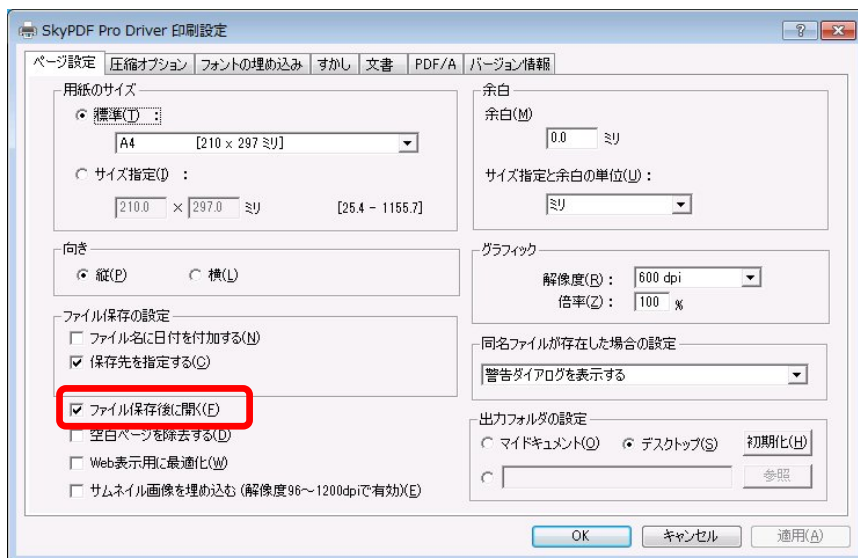 SkyPDF Pro Driver 印刷設定
ページ設定 圧縮オプション フォントの埋め込み すかし 文書 PDF/A バージョン情報
用紙のサイズ
標準(T) :
A4 [210 x 297 ミリ]
サイズ指定(I) :
210.0 × 297.0 ミリ [25.4 - 1155.7]
向き
縦(P) 横(L)
ファイル保存の設定
ファイル名に日付を付加する(N)
保存先を指定する(C)
ファイル保存後に開く(F)
空白ページを除去する(D)
Web表示用に最適化(W)
サムネイル画像を埋め込む (解像度96～1200dpiで有効)(E)
余白
余白(M)
0.0 ミリ
サイズ指定と余白の単位(U) :
ミリ
グラフィック
解像度(R) : 600 dpi
倍率(Z) : 100 %
同名ファイルが存在した場合の設定
警告ダイアログを表示する
出力フォルダの設定
マイドキュメント(O) デスクトップ(S) 初期化(H)
参照
OK キャンセル 適用(A)